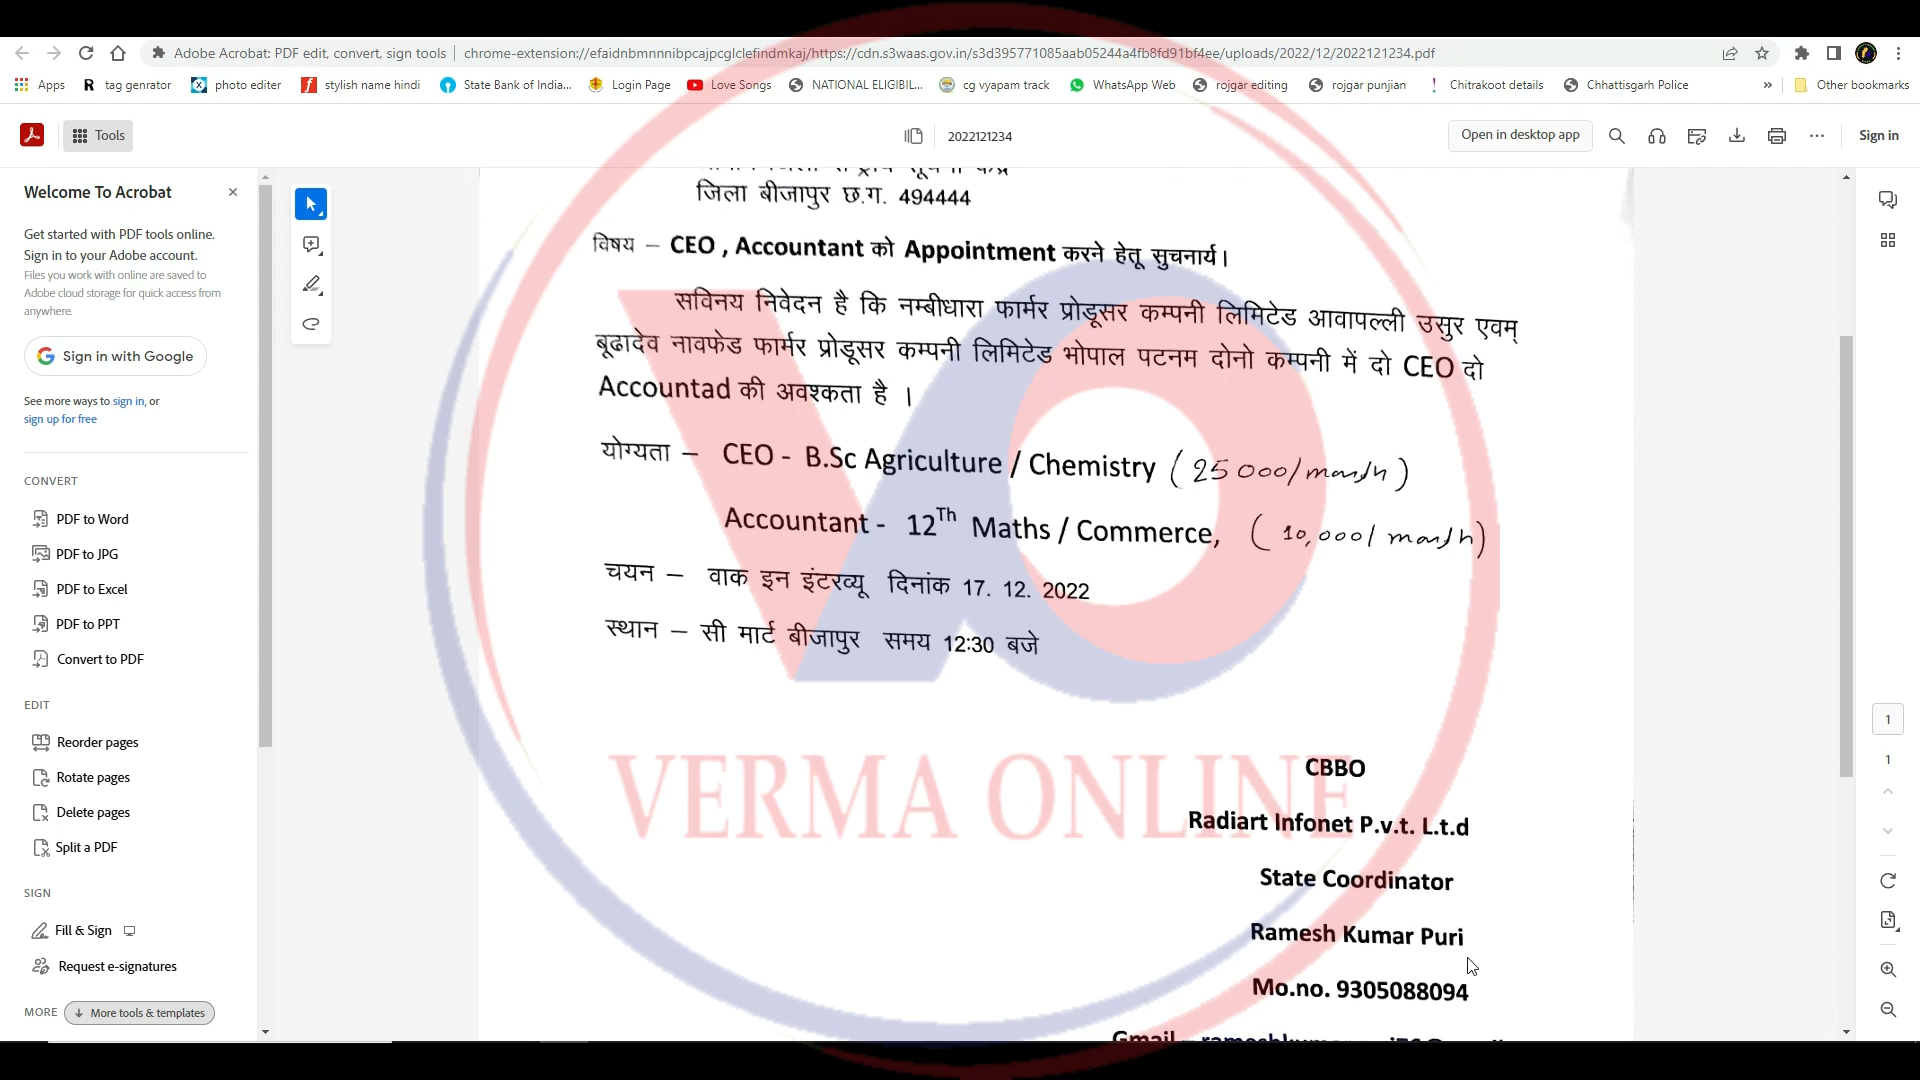 Adobe Acrobat: PDF edit, convert, sign tools | chrome-extension://efaidnbmnnnibpcajpcglclefindmkaj/https://cdn.s3waas.gov.in/s3d395771085aab05244a4fb8fd91bf4ee/uploads/2022/12/2022121234.pdf
Apps R tag genrator photo editer stylish name hindi State Bank of India... Login Page Love Songs NATIONAL ELIGIBIL... cg vyapam track WhatsApp Web rojgar editing rojgar punjian Chitrakoot details Chhattisgarh Police » Other bookmarks
Tools 2022121234 Open in desktop app Sign in
Welcome To Acrobat
Get started with PDF tools online.
Sign in to your Adobe account.
Files you work with online are saved to
Adobe cloud storage for quick access from
anywhere.
Sign in with Google
See more ways to sign in, or
sign up for free
CONVERT
PDF to Word
PDF to JPG
PDF to Excel
PDF to PPT
Convert to PDF
EDIT
Reorder pages
Rotate pages
Delete pages
Split a PDF
SIGN
Fill & Sign
Request e-signatures
MORE More tools & templates
जिला बीजापुर छ.ग. 494444
विषय – CEO , Accountant को Appointment करने हेतू सुचनार्य।
सविनय निवेदन है कि नम्बीधारा फार्मर प्रोडूसर कम्पनी लिमिटेड आवापल्ली उसुर एवम्
बूढादेव नावफेड फार्मर प्रोडूसर कम्पनी लिमिटेड भोपाल पटनम दोनो कम्पनी में दो CEO दो
Accountad की अवश्कता है ।
योग्यता – CEO - B.Sc Agriculture / Chemistry (25000/month)
Accountant - 12Th Maths / Commerce, (10,000/month)
चयन – वाक इन इंटरव्यू दिनांक 17. 12. 2022
स्थान – सी मार्ट बीजापुर समय 12:30 बजे
CBBO
Radiart Infonet P.v.t. L.t.d
State Coordinator
Ramesh Kumar Puri
Mo.no. 9305088094
VERMA ONLINE
1
1